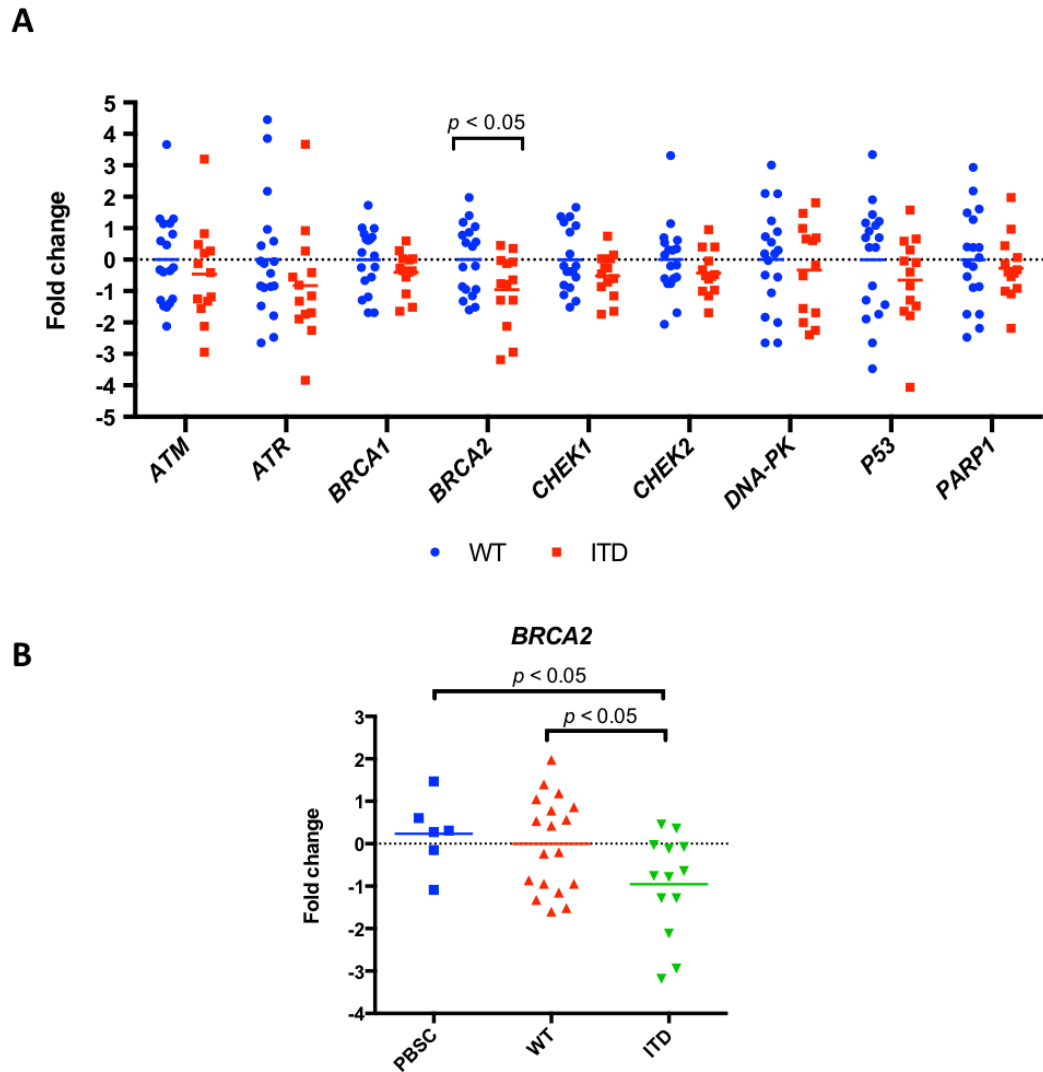 A
p < 0.05
Fold change
5
4
3
2
1
0
-1
-2
-3
-4
-5
ATM
ATR
BRCA1
BRCA2
CHEK1
CHEK2
DNA-PK
P53
PARP1
WT ITD
B
BRCA2
p < 0.05
p < 0.05
Fold change
3
2
1
0
-1
-2
-3
-4
PBSC
WT
ITD